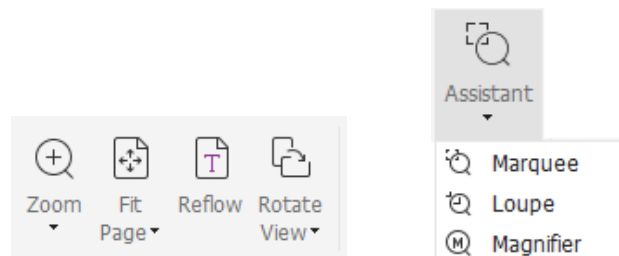 Assistant
Zoom
Fit
Page
Reflow
Rotate
View
Marquee
Loupe
Magnifier